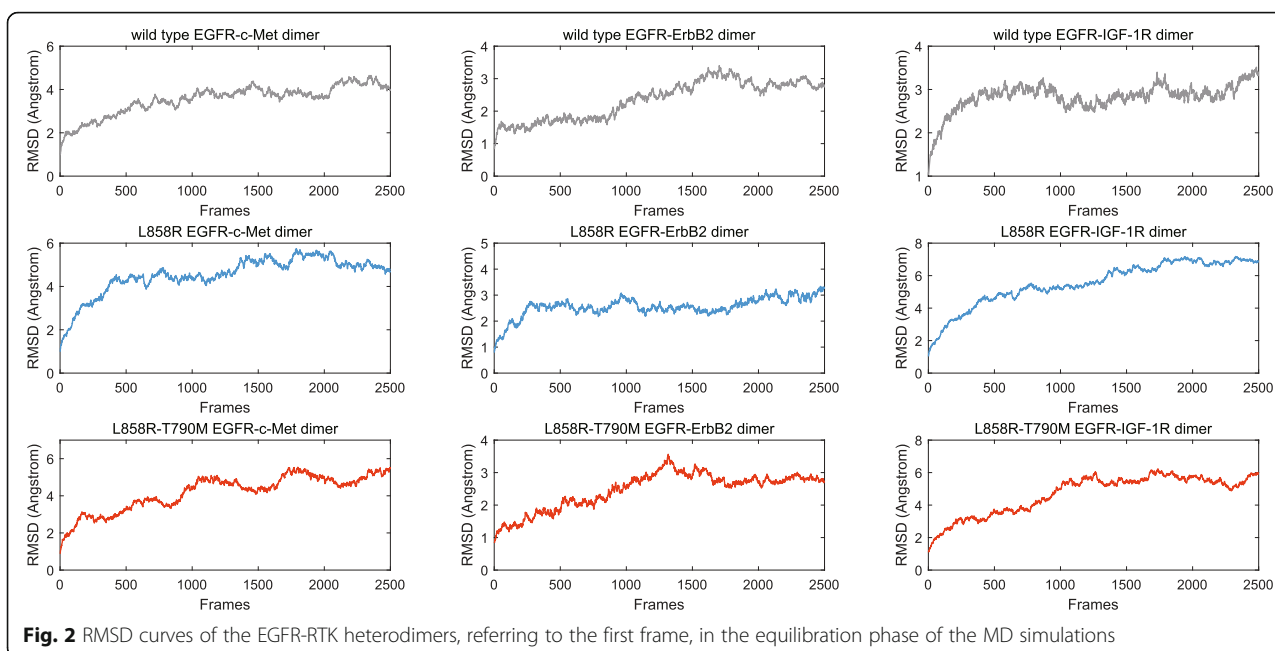 wild type EGFR-c-Met dimer
RMSD (Angstrom)
6
4
2
0
0 500 1000 1500 2000 2500
Frames
wild type EGFR-ErbB2 dimer
RMSD (Angstrom)
4
3
2
1
0
0 500 1000 1500 2000 2500
Frames
wild type EGFR-IGF-1R dimer
RMSD (Angstrom)
4
3
2
1
0 500 1000 1500 2000 2500
Frames
L858R EGFR-c-Met dimer
RMSD (Angstrom)
6
4
2
0
0 500 1000 1500 2000 2500
Frames
L858R EGFR-ErbB2 dimer
RMSD (Angstrom)
5
4
3
2
1
0
0 500 1000 1500 2000 2500
Frames
L858R EGFR-IGF-1R dimer
RMSD (Angstrom)
8
6
4
2
0
0 500 1000 1500 2000 2500
Frames
L858R-T790M EGFR-c-Met dimer
RMSD (Angstrom)
6
4
2
0
0 500 1000 1500 2000 2500
Frames
L858R-T790M EGFR-ErbB2 dimer
RMSD (Angstrom)
4
3
2
1
0
0 500 1000 1500 2000 2500
Frames
L858R-T790M EGFR-IGF-1R dimer
RMSD (Angstrom)
8
6
4
2
0
0 500 1000 1500 2000 2500
Frames
Fig. 2 RMSD curves of the EGFR-RTK heterodimers, referring to the first frame, in the equilibration phase of the MD simulations